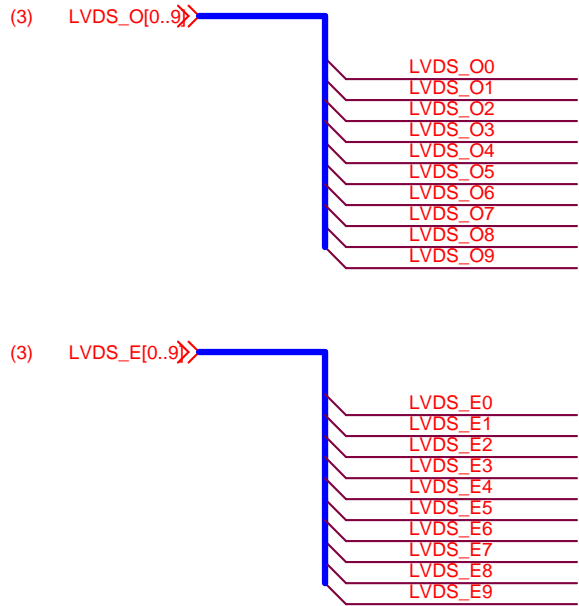 (3) LVDS_O[0..9]
LVDS_O0
LVDS_O1
LVDS_O2
LVDS_O3
LVDS_O4
LVDS_O5
LVDS_O6
LVDS_O7
LVDS_O8
LVDS_O9
(3) LVDS_E[0..9]
LVDS_E0
LVDS_E1
LVDS_E2
LVDS_E3
LVDS_E4
LVDS_E5
LVDS_E6
LVDS_E7
LVDS_E8
LVDS_E9